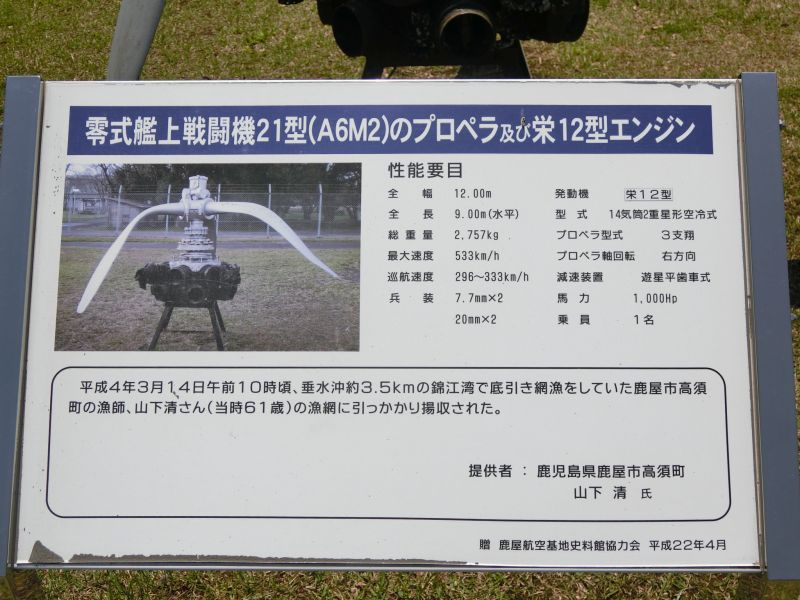 零式艦上戦闘機21型(A6M2)のプロペラ及び栄12型エンジン
性能要目
全幅 12.00m 発動機 栄12型
全長 9.00m(水平) 型式 14気筒2重星形空冷式
総重量 2,757kg プロペラ型式 3支翔
最大速度 533km/h プロペラ軸回転 右方向
巡航速度 296～333km/h 減速装置 遊星平歯車式
兵装 7.7mm×2 馬力 1,000Hp
20mm×2 乗員 1名
平成4年3月14日午前10時頃、垂水沖約3.5kmの錦江湾で底引き網漁をしていた鹿屋市高須
町の漁師、山下清さん(当時61歳)の漁網に引っかかり揚収された。
提供者 : 鹿児島県鹿屋市高須町
山下 清 氏
贈 鹿屋航空基地史料館協力会 平成22年4月